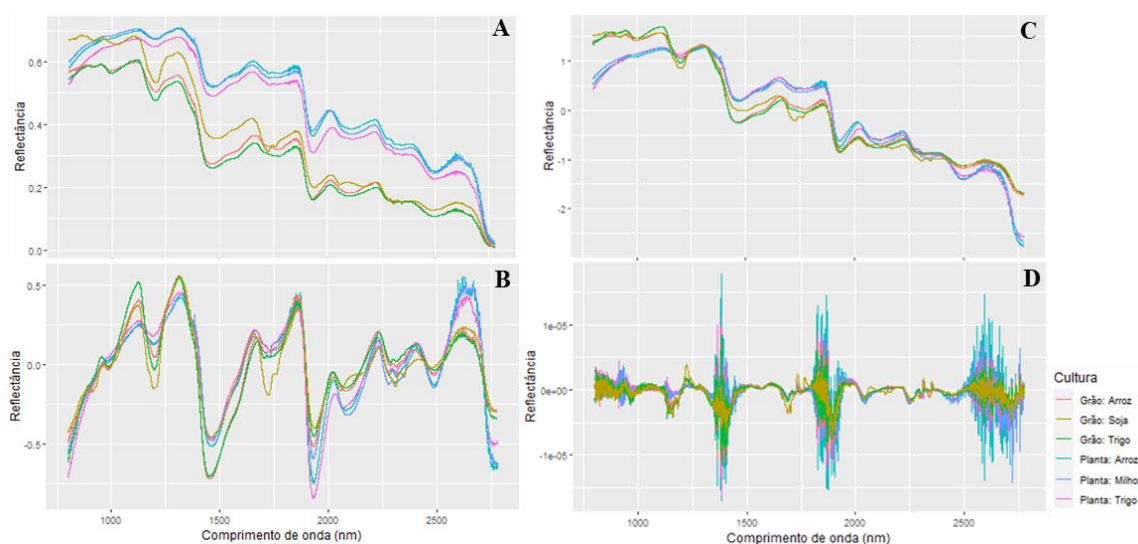 A
Reflectância
0.6
0.4
0.2
0.0
C
Reflectância
1
0
-1
-2
B
Reflectância
0.5
0.0
-0.5
1000 1500 2000 2500
Comprimento de onda (nm)
D
Reflectância
1e-05
0e+00
-1e-05
1000 1500 2000 2500
Comprimento de onda (nm)
Cultura
Grão: Arroz
Grão: Soja
Grão: Trigo
Planta: Arroz
Planta: Milho
Planta: Trigo